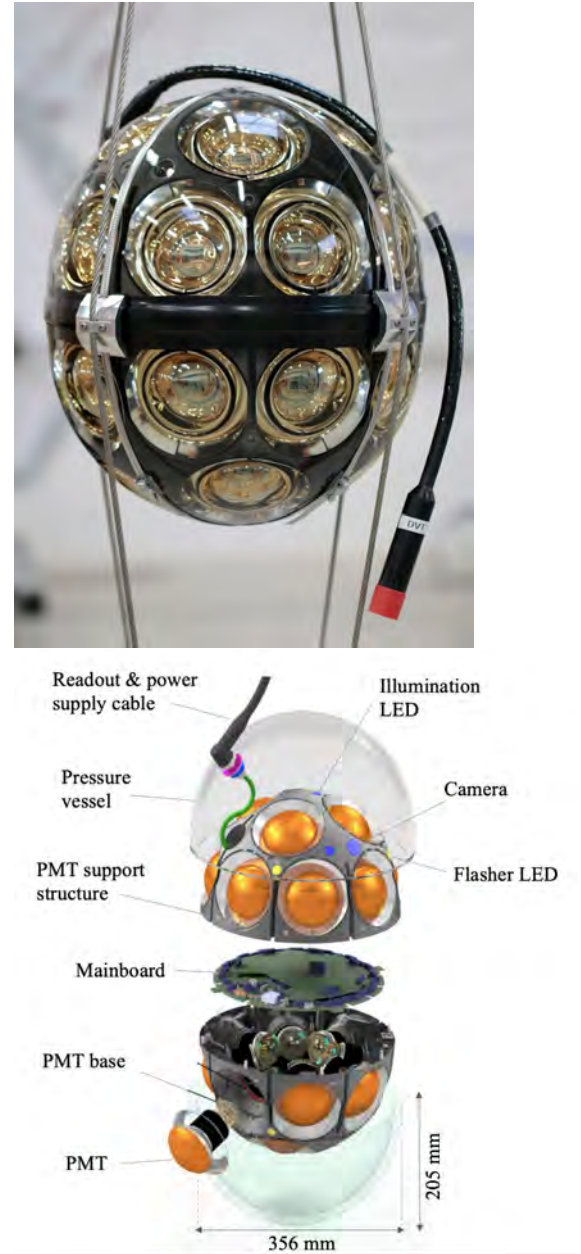 DVT
Readout & power
supply cable
Illumination
LED
Pressure
vessel
Camera
PMT support
structure
Flasher LED
Mainboard
PMT base
PMT
205 mm
356 mm